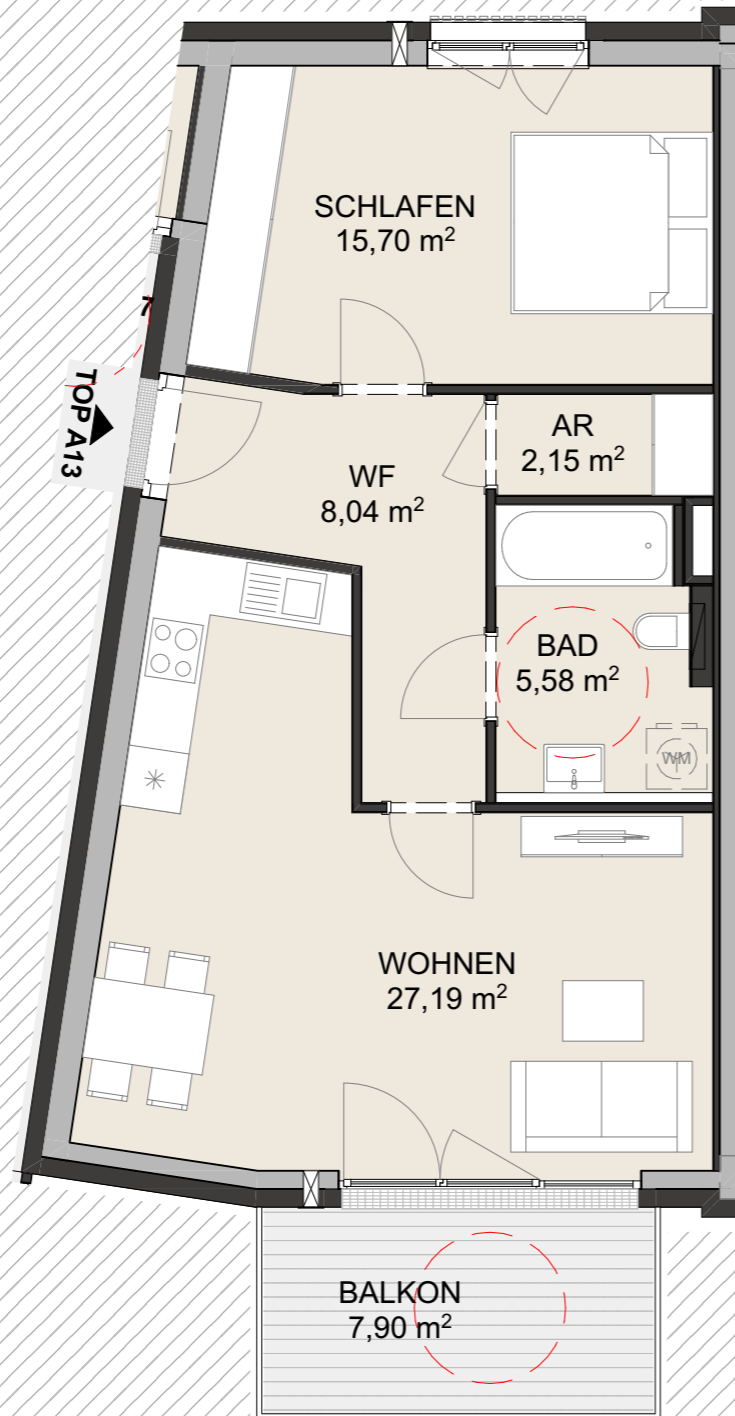 SCHLAFEN
15,70 m²
7
TOP A13
AR
2,15 m²
WF
8,04 m²
BAD
5,58 m²
WM
WOHNEN
27,19 m²
BALKON
7,90 m²